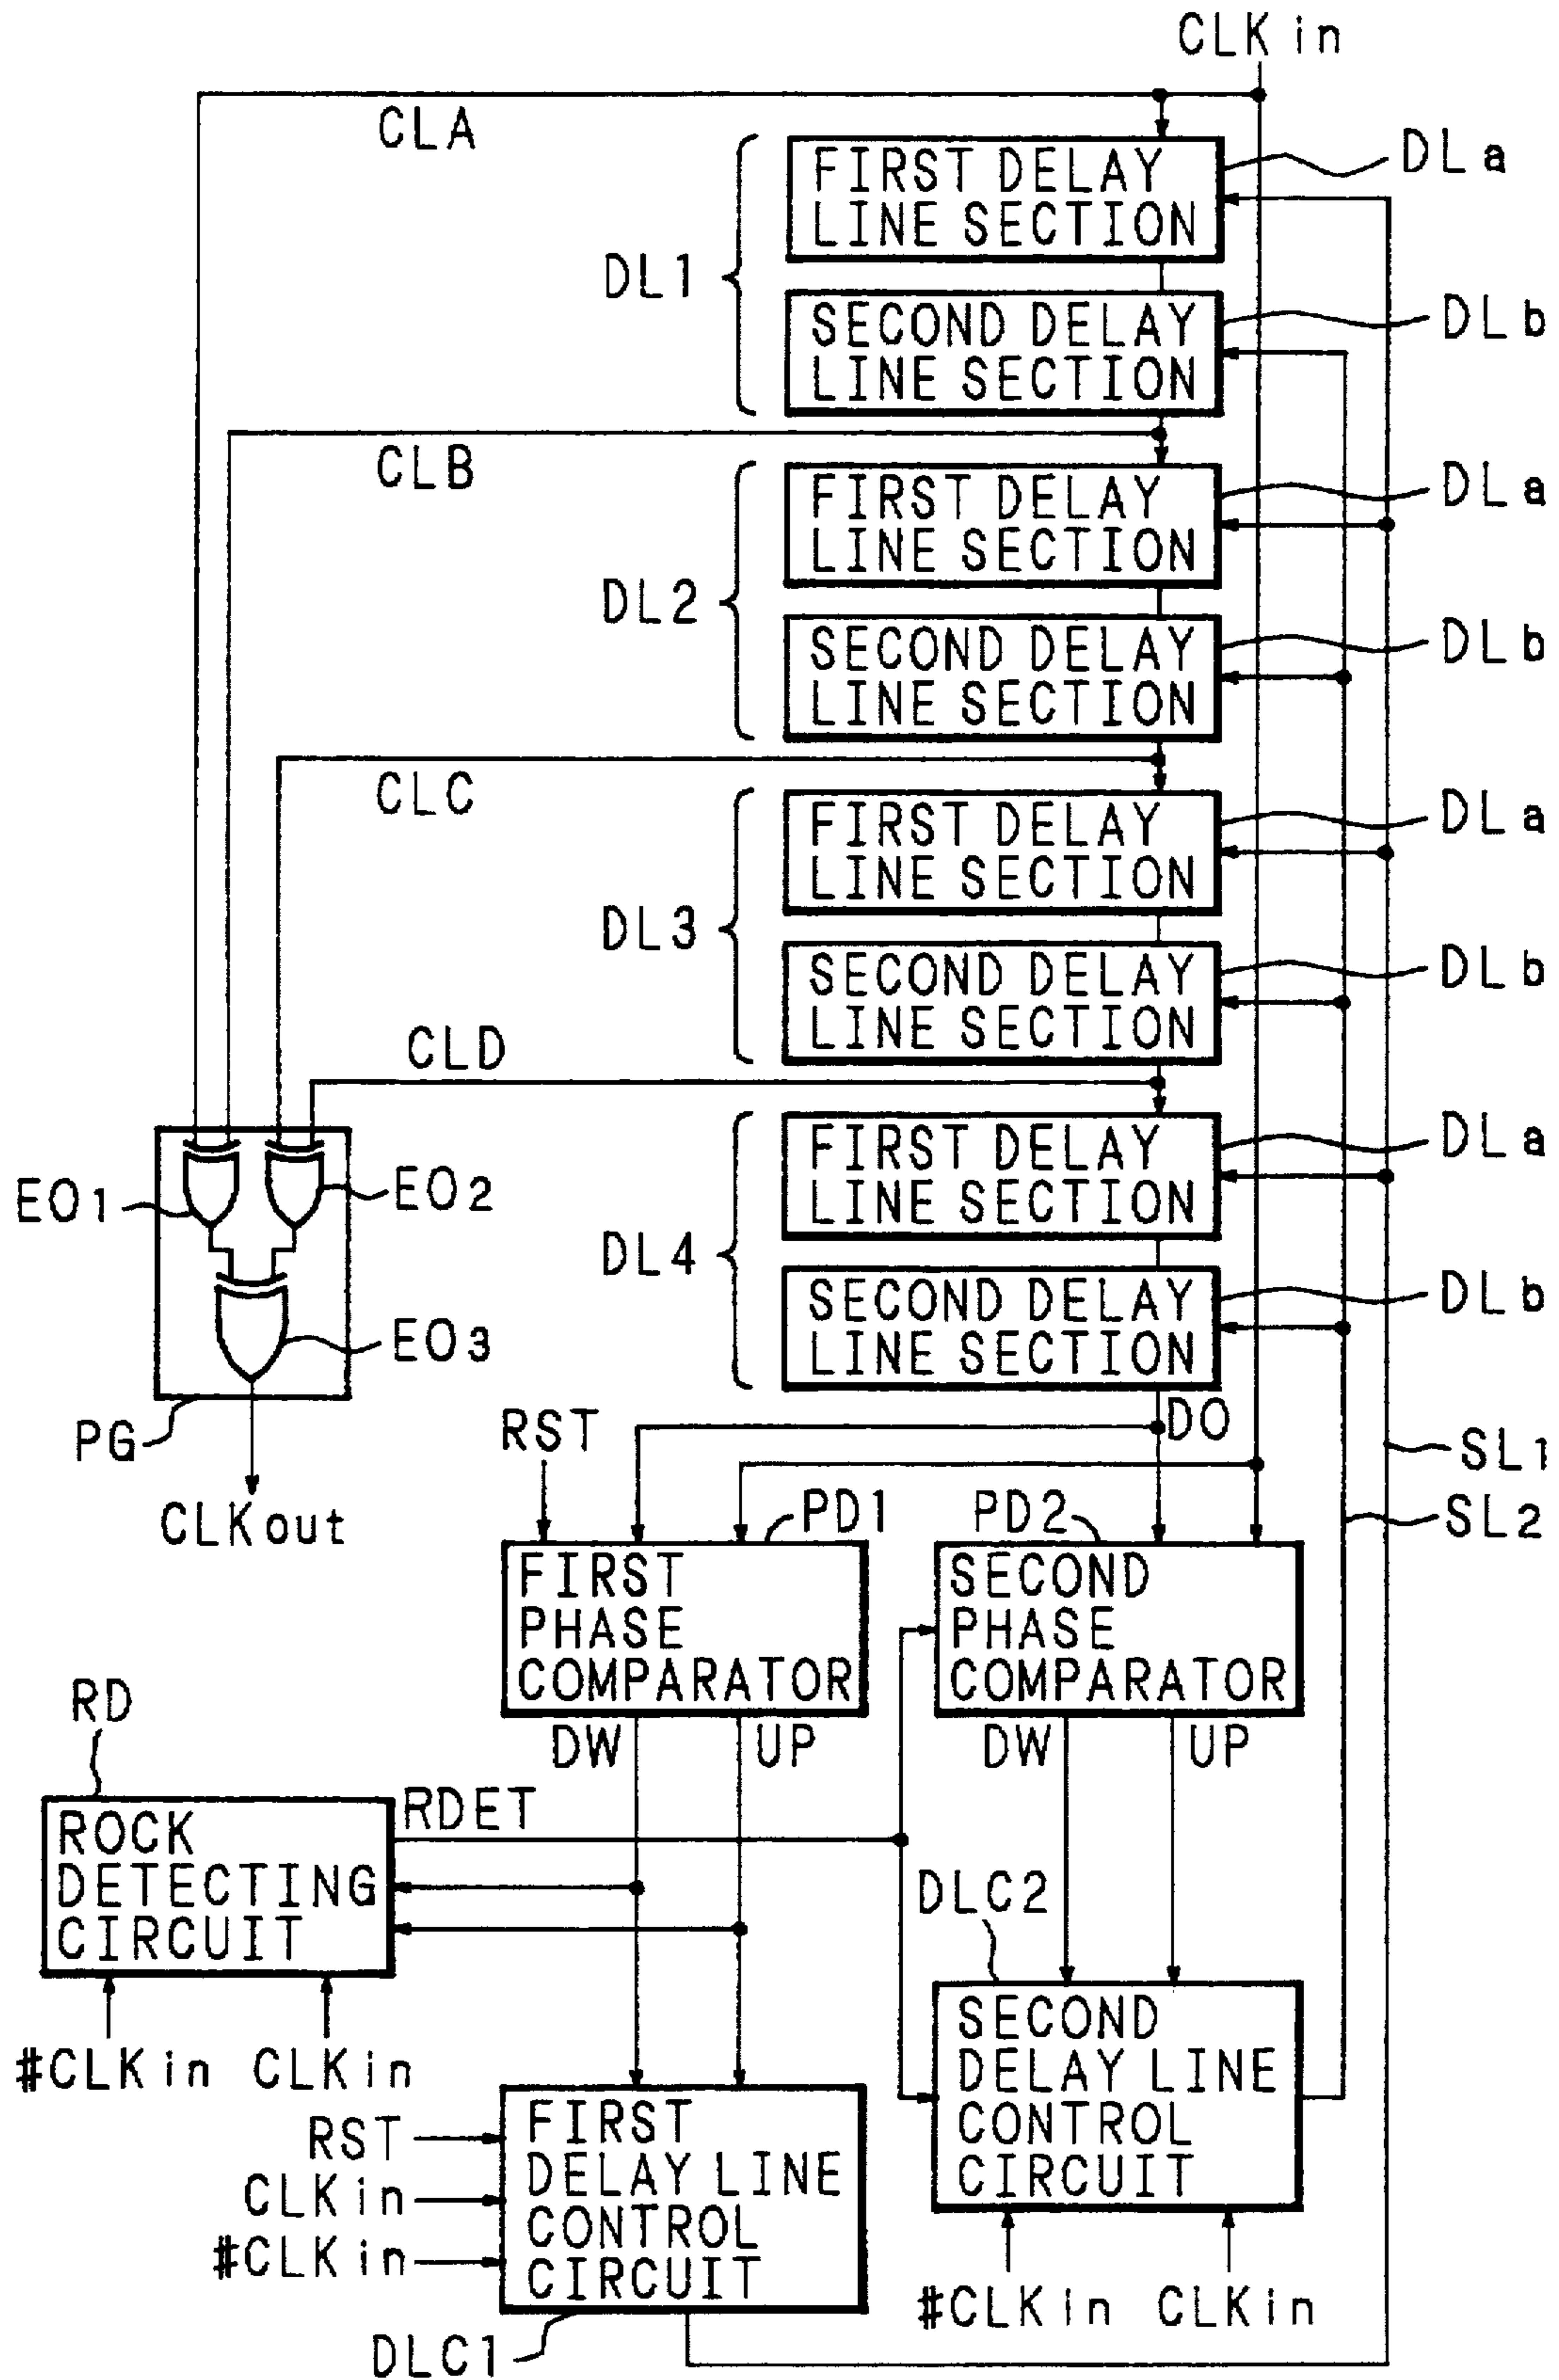 CLKin
CLA
FIRST DELAY
LINE SECTION
DLa
DL1
SECOND DELAY
LINE SECTION
DLb
CLB
FIRST DELAY
LINE SECTION
DLa
DL2
SECOND DELAY
LINE SECTION
DLb
CLC
FIRST DELAY
LINE SECTION
DLa
DL3
SECOND DELAY
LINE SECTION
DLb
CLD
FIRST DELAY
LINE SECTION
DLa
EO1
EO2
DL4
SECOND DELAY
LINE SECTION
DLb
EO3
PG
RST
DO
SL1
CLKout
PD1
PD2
SL2
FIRST
PHASE
COMPARATOR
SECOND
PHASE
COMPARATOR
RD
DW
UP
DW
UP
RDET
ROCK
DETECTING
CIRCUIT
DLC2
#CLKin
CLKin
SECOND
DELAY LINE
CONTROL
CIRCUIT
RST
CLKin
#CLKin
FIRST
DELAY LINE
CONTROL
CIRCUIT
#CLKin
CLKin
DLC1